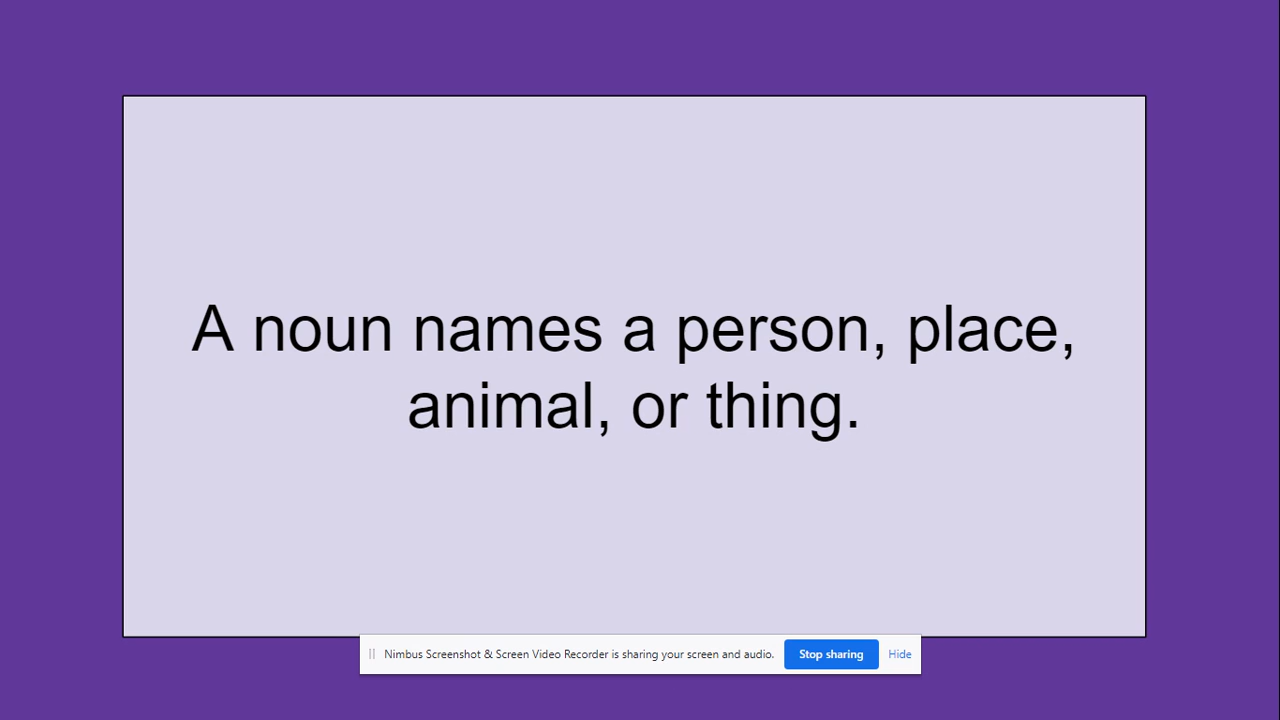 A noun names a person, place,
animal, or thing.
Nimbus Screenshot & Screen Video Recorder is sharing your screen and audio. Stop sharing Hide